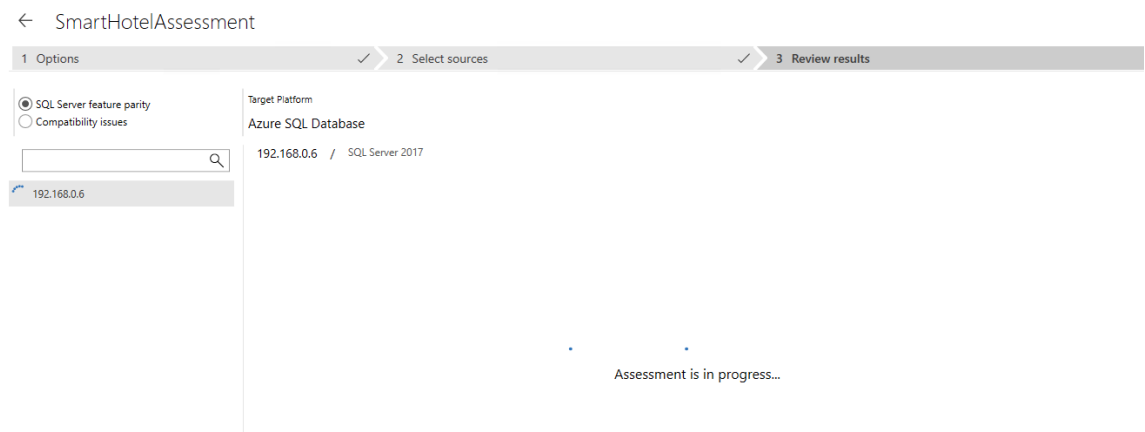 SmartHotelAssessment
1 Options
2 Select sources
3 Review results
SQL Server feature parity
Compatibility issues
192.168.0.6
Target Platform
Azure SQL Database
192.168.0.6 / SQL Server 2017
Assessment is in progress...